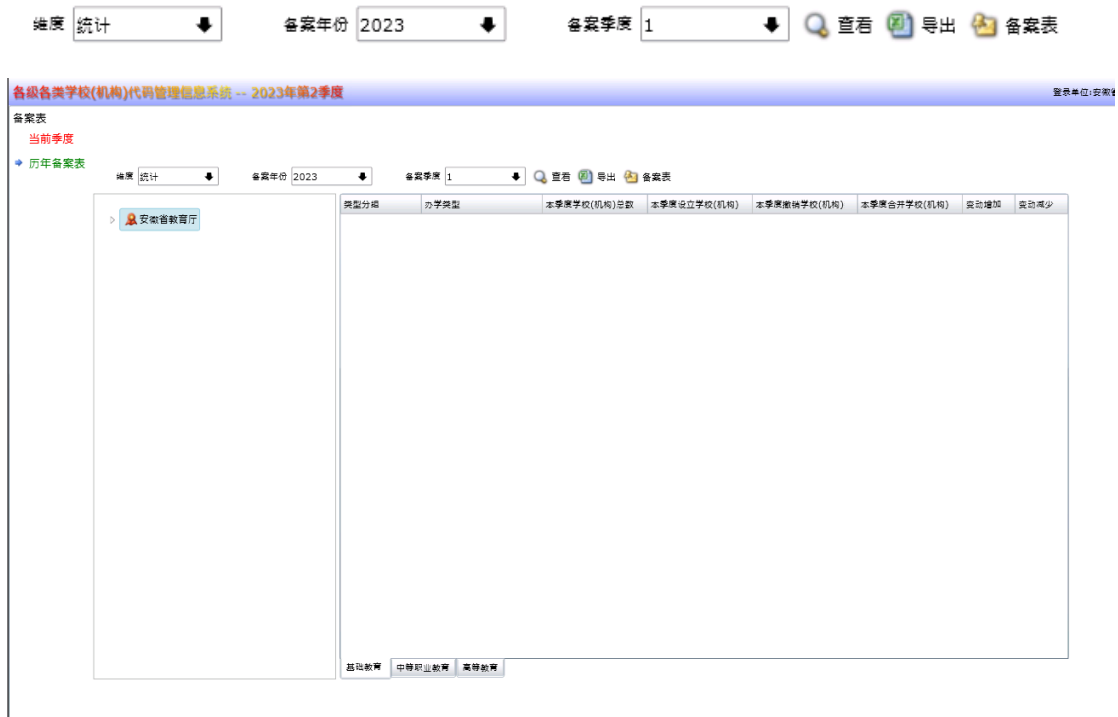 维度 统计 备案年份 2023 备案季度 1 查看 导出 备案表
各级各类学校(机构)代码管理信息系统 -- 2023年第2季度 登录单位:安徽省
备案表
当前季度
历年备案表
维度 统计 备案年份 2023 备案季度 1 查看 导出 备案表
安徽省教育厅
类型分组 办学类型 本季度学校(机构)总数 本季度设立学校(机构) 本季度撤销学校(机构) 本季度合并学校(机构) 变动增加 变动减少
基础教育 中等职业教育 高等教育